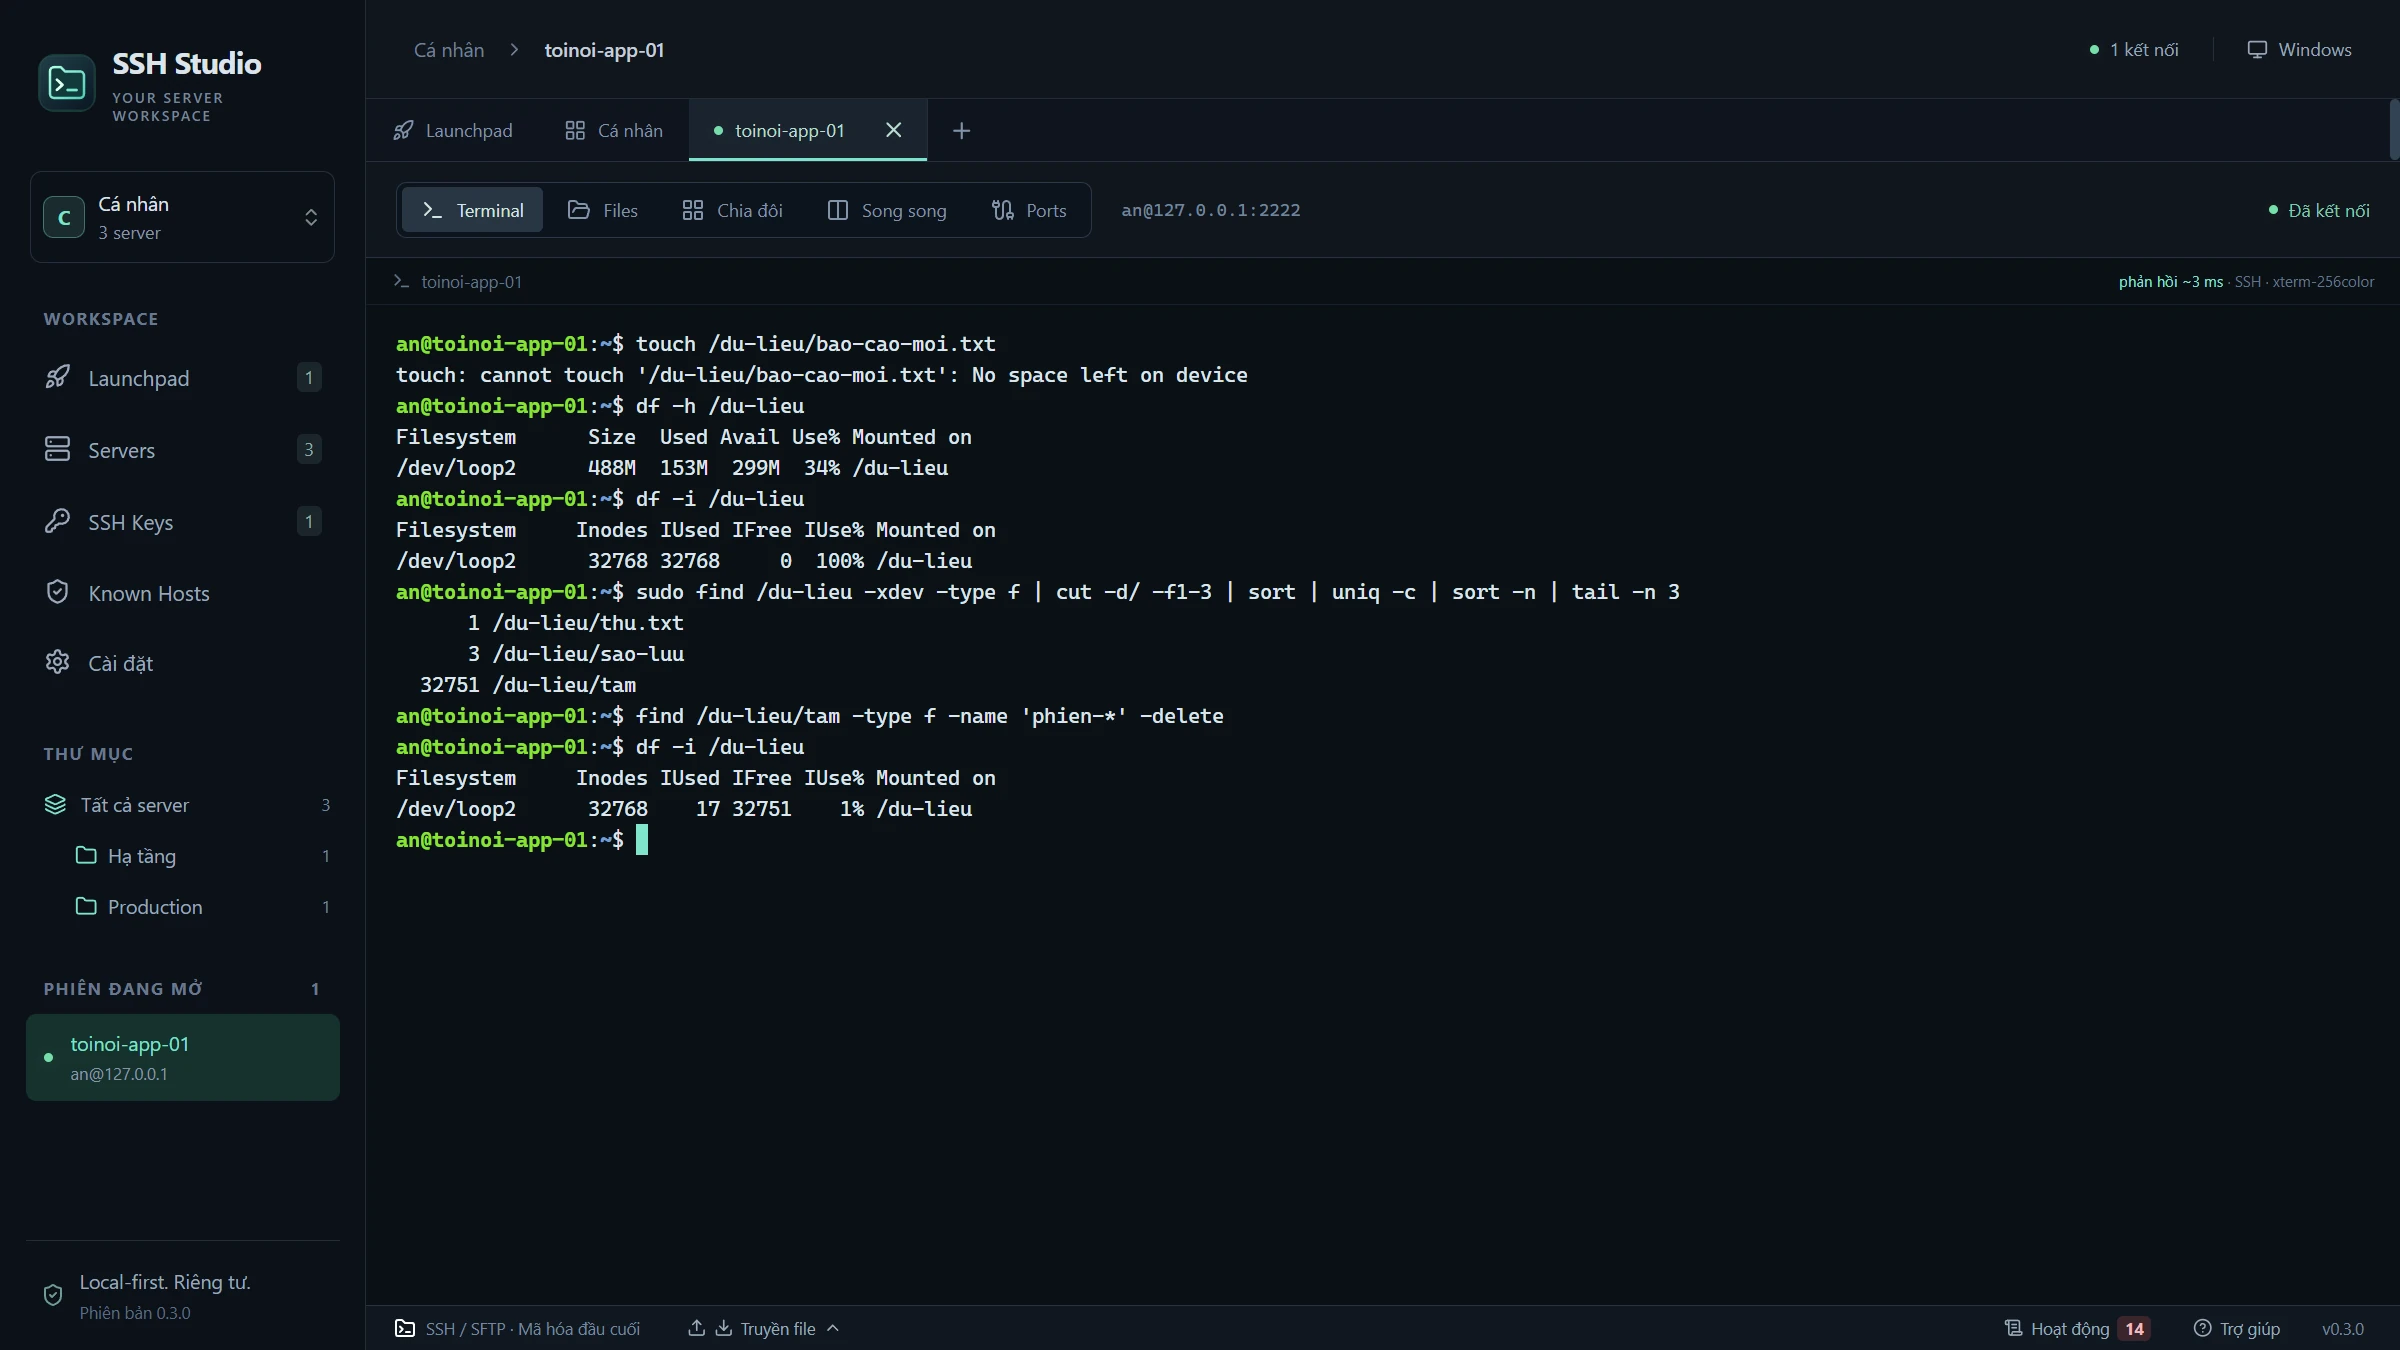 SSH Studio
YOUR SERVER
WORKSPACE
C
Cá nhân
3 server
WORKSPACE
Launchpad 1
Servers 3
SSH Keys 1
Known Hosts
Cài đặt
THƯ MỤC
Tất cả server 3
Hạ tầng 1
Production 1
PHIÊN ĐANG MỞ 1
toinoi-app-01
an@127.0.0.1
Local-first. Riêng tư.
Phiên bản 0.3.0
Cá nhân > toinoi-app-01
1 kết nối
Windows
Launchpad
Cá nhân
toinoi-app-01
Terminal
Files
Chia đôi
Song song
Ports
an@127.0.0.1:2222
Đã kết nối
toinoi-app-01
phản hồi ~3 ms · SSH · xterm-256color
an@toinoi-app-01:~$ touch /du-lieu/bao-cao-moi.txt
touch: cannot touch '/du-lieu/bao-cao-moi.txt': No space left on device
an@toinoi-app-01:~$ df -h /du-lieu
Filesystem      Size  Used Avail Use% Mounted on
/dev/loop2      488M  153M  299M  34% /du-lieu
an@toinoi-app-01:~$ df -i /du-lieu
Filesystem     Inodes IUsed IFree IUse% Mounted on
/dev/loop2      32768 32768     0  100% /du-lieu
an@toinoi-app-01:~$ sudo find /du-lieu -xdev -type f | cut -d/ -f1-3 | sort | uniq -c | sort -n | tail -n 3
      1 /du-lieu/thu.txt
      3 /du-lieu/sao-luu
  32751 /du-lieu/tam
an@toinoi-app-01:~$ find /du-lieu/tam -type f -name 'phien-*' -delete
an@toinoi-app-01:~$ df -i /du-lieu
Filesystem     Inodes IUsed IFree IUse% Mounted on
/dev/loop2      32768    17 32751    1% /du-lieu
an@toinoi-app-01:~$
SSH / SFTP · Mã hóa đầu cuối
Truyền file
Hoạt động 14
Trợ giúp
v0.3.0